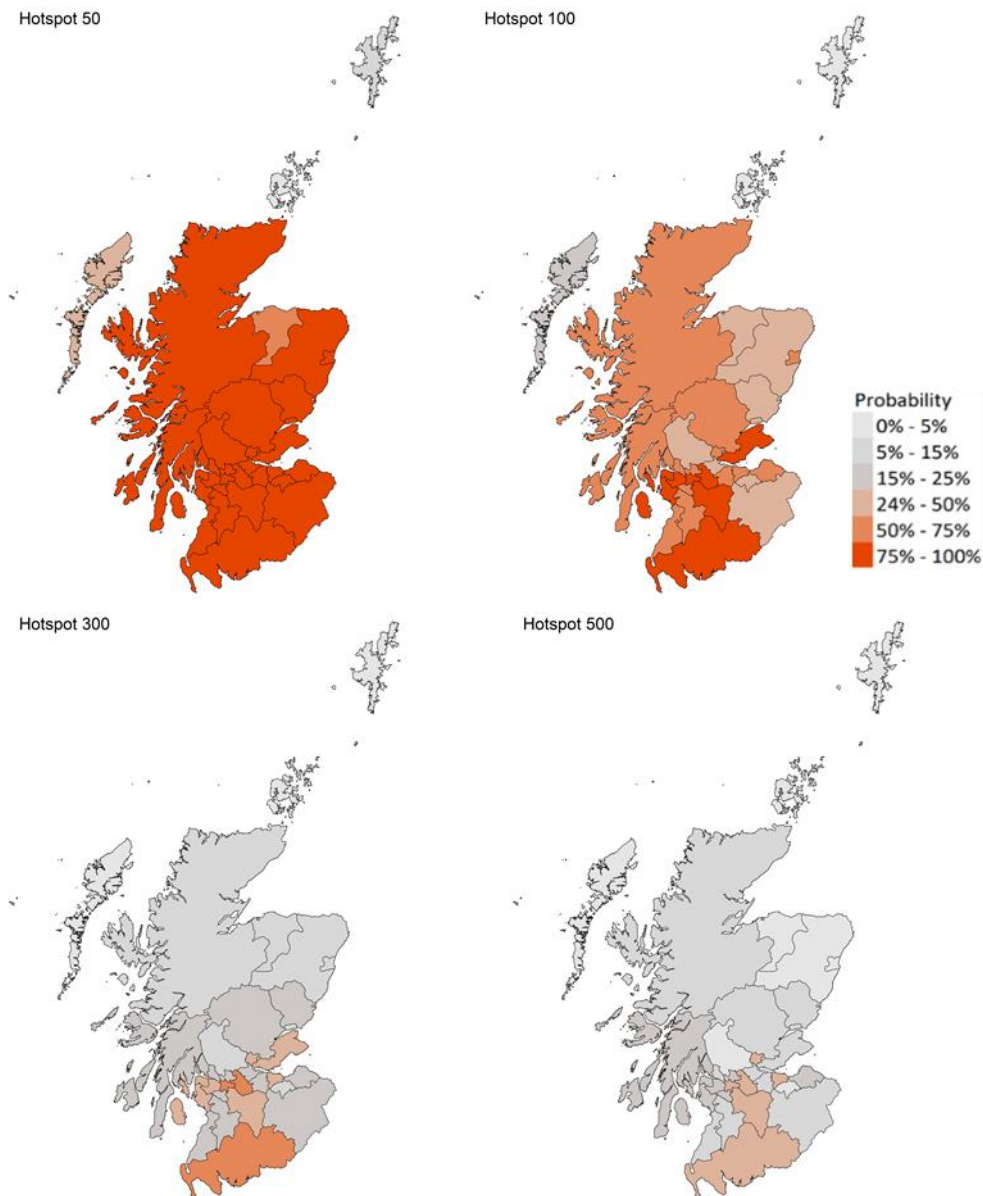 Hotspot 50
Hotspot 100
Probability
0% - 5%
5% - 15%
15% - 25%
24% - 50%
50% - 75%
75% - 100%
Hotspot 300
Hotspot 500